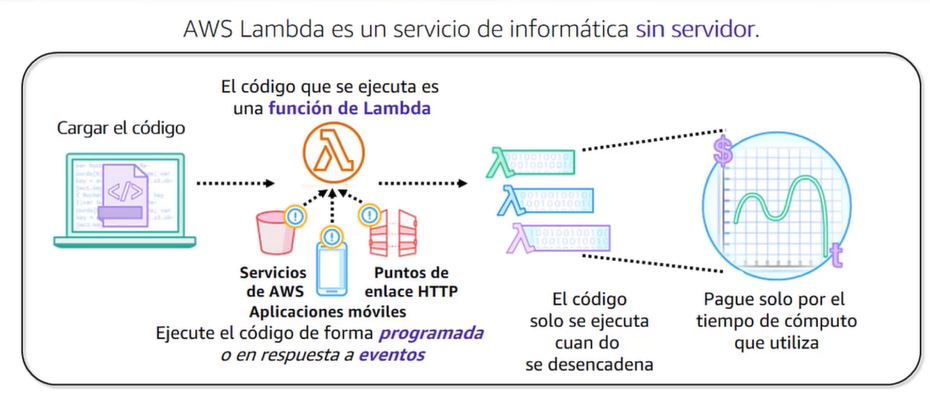 AWS Lambda es un servicio de informática sin servidor.
Cargar el código
El código que se ejecuta es
una función de Lambda
Servicios
de AWS
Puntos de
enlace HTTP
Aplicaciones móviles
Ejecute el código de forma programada
o en respuesta a eventos
El código
solo se ejecuta
cuan do
se desencadena
$
t
Pague solo por el
tiempo de cómputo
que utiliza